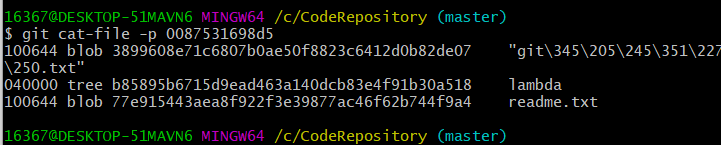 16367@DESKTOP-51MAVN6 MINGW64 /c/CodeRepository (master)
$ git cat-file -p 0087531698d5
100644 blob 3899608e71c6807b0ae50f8823c6412d0b82de07    "git\345\205\245\351\227
\250.txt"
040000 tree b85895b6715d9ead463a140dcb83e4f91b30a518    lambda
100644 blob 77e915443aea8f922f3e39877ac46f62b744f9a4    readme.txt
16367@DESKTOP-51MAVN6 MINGW64 /c/CodeRepository (master)